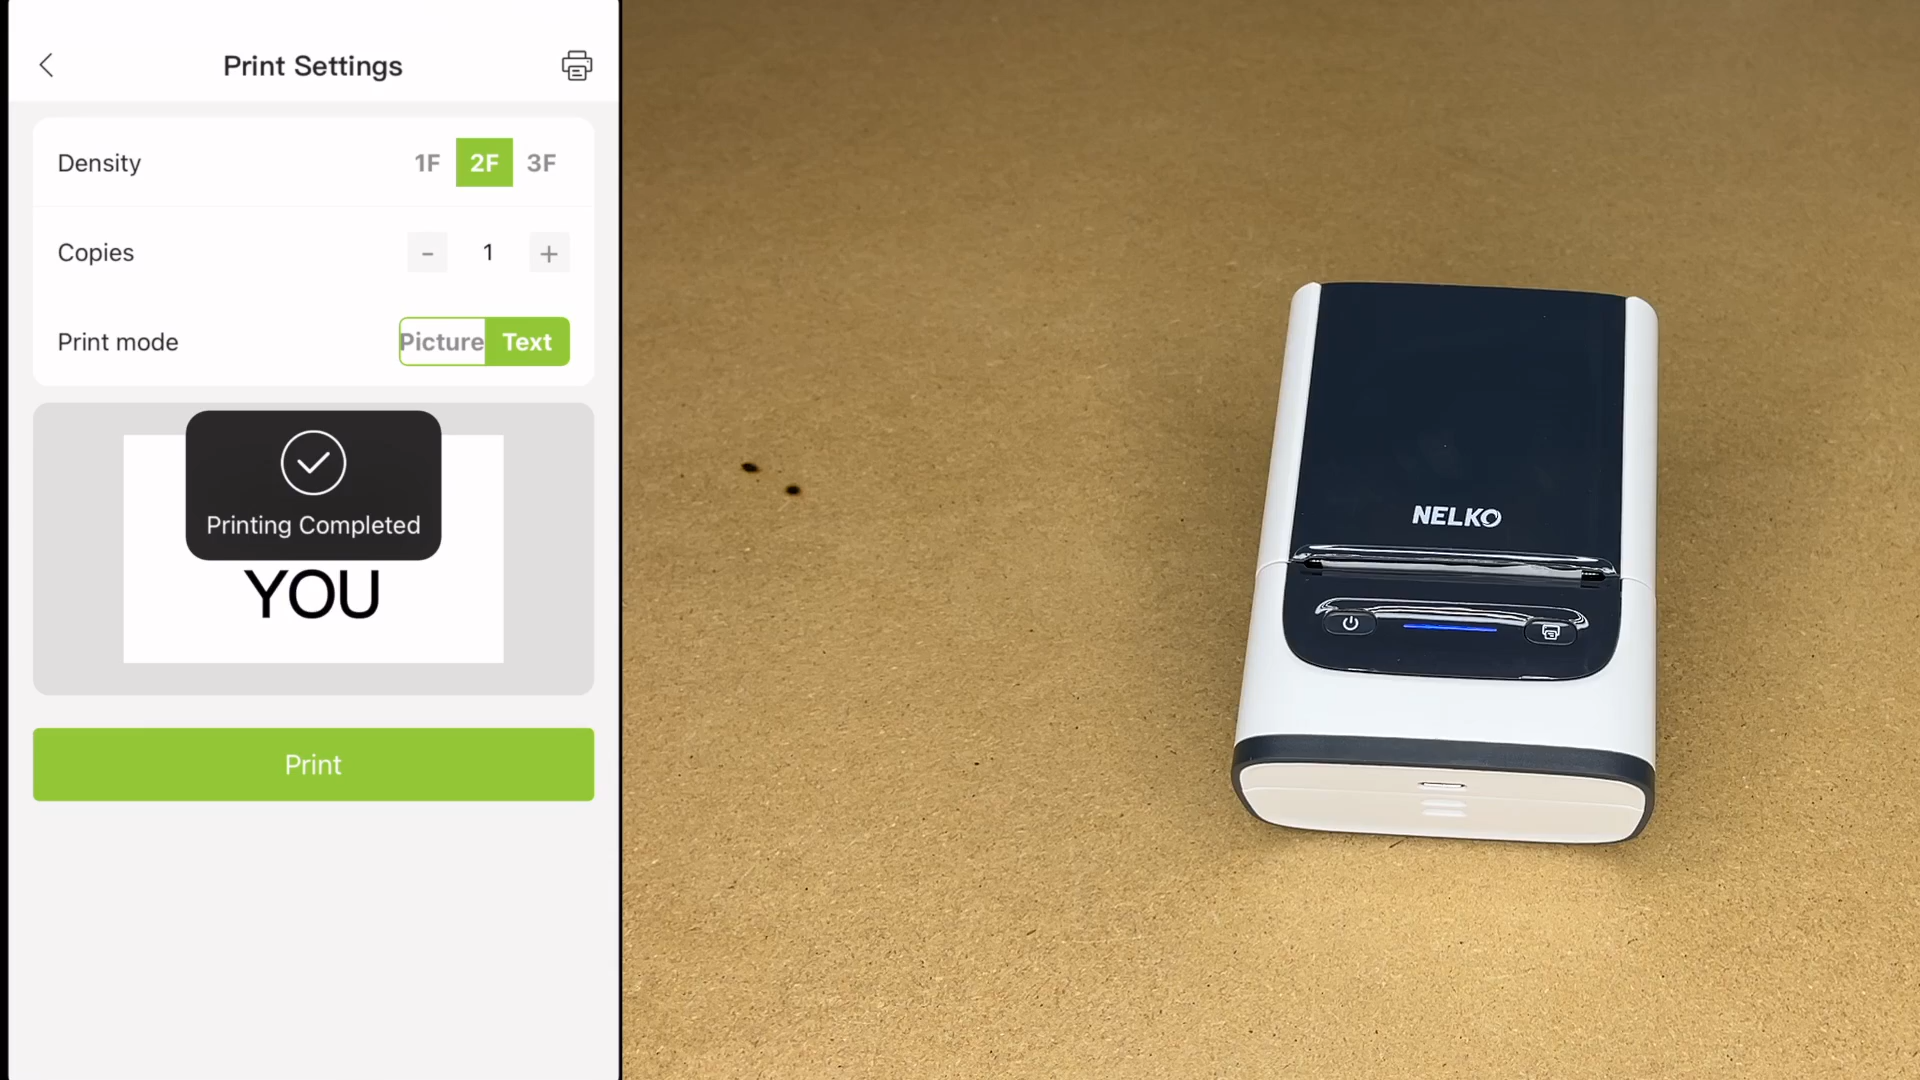 Print Settings
Density 1F 2F 3F
Copies - 1 +
Print mode Picture Text
Printing Completed
YOU
Print
NELKO